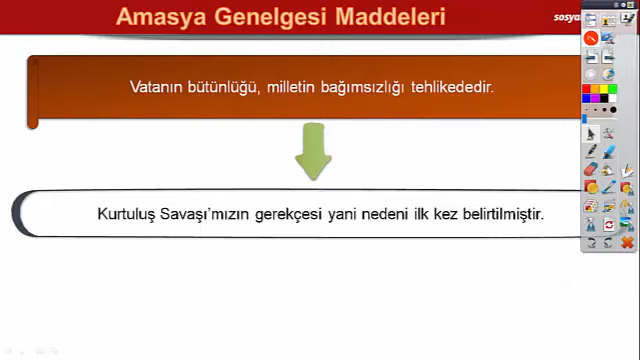 Amasya Genelgesi Maddeleri
Vatanın bütünlüğü, milletin bağımsızlığı tehlikededir.
Kurtuluş Savaşı'mızın gerekçesi yani nedeni ilk kez belirtilmiştir.